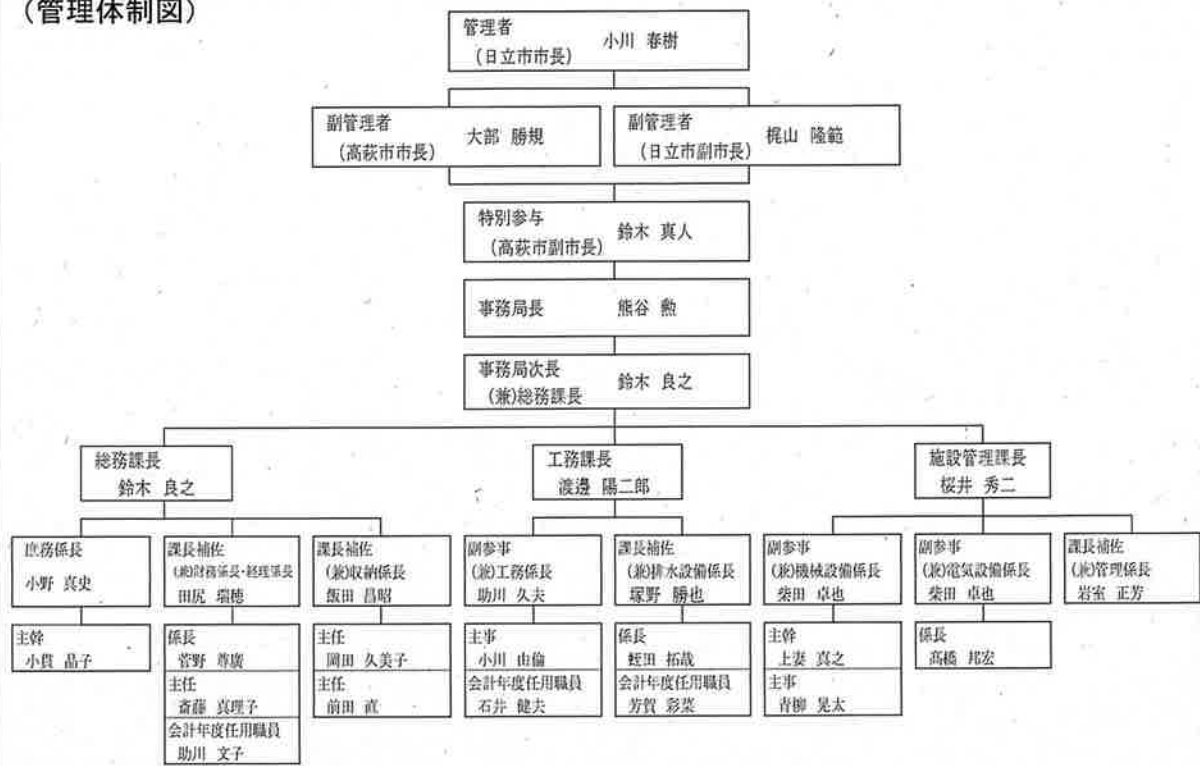 (管理体制図)
管理者
(日立市市長)
小川 春樹
副管理者
(高萩市市長)
大部 勝規
副管理者
(日立市副市長)
梶山 隆範
特別参与
(高萩市副市長)
鈴木 真人
事務局長
熊谷 勲
事務局次長
(兼)総務課長
鈴木 良之
総務課長
鈴木 良之
工務課長
渡邊 陽二郎
施設管理課長
桜井 秀二
庶務係長
小野 真史
課長補佐
(兼)財務係長・経理係長
田尻 瑞穂
課長補佐
(兼)収納係長
飯田 昌昭
副参事
(兼)工務係長
助川 久夫
課長補佐
(兼)排水設備係長
塚野 勝也
副参事
(兼)機械設備係長
柴田 卓也
副参事
(兼)電気設備係長
柴田 卓也
課長補佐
(兼)管理係長
岩室 正芳
主幹
小貫 晶子
係長
菅野 尊廣
主任
斎藤 真理子
会計年度任用職員
助川 文子
主任
岡田 久美子
主任
前田 直
主事
小川 由倫
会計年度任用職員
石井 健夫
係長
蛭田 拓哉
会計年度任用職員
芳賀 彩菜
主幹
上妻 真之
主事
青柳 晃太
係長
髙橋 邦宏